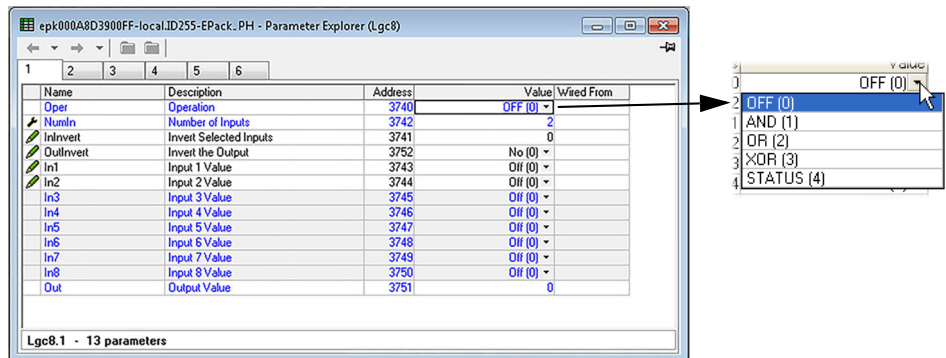 epk000A8D3900FF-local.ID255-EPack_PH - Parameter Explorer (Lgc8)
1 2 3 4 5 6
Name Description Address Value Wired From
Oper Operation 3740 OFF (0)
NumIn Number of Inputs 3742 2
InInvert Invert Selected Inputs 3741 0
OutInvert Invert the Output 3752 No (0)
In1 Input 1 Value 3743 Off (0)
In2 Input 2 Value 3744 Off (0)
In3 Input 3 Value 3745 Off (0)
In4 Input 4 Value 3746 Off (0)
In5 Input 5 Value 3747 Off (0)
In6 Input 6 Value 3748 Off (0)
In7 Input 7 Value 3749 Off (0)
In8 Input 8 Value 3750 Off (0)
Out Output Value 3751 0
Lgc8.1 - 13 parameters
Value
OFF (0)
OFF (0)
AND (1)
OR (2)
XOR (3)
STATUS (4)